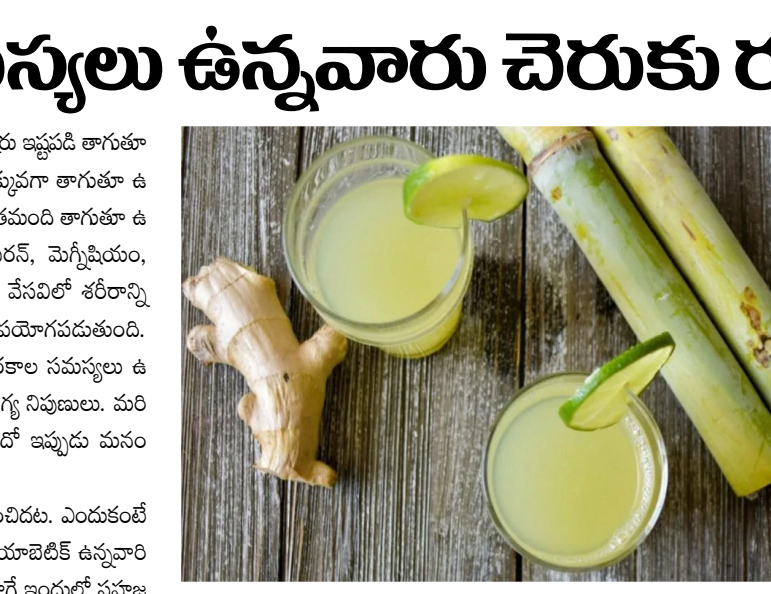 స్యలు ఉన్నవారు చెరుకు ర
రు ఇష్టపడి తాగుతూ
క్కువగా తాగుతూ ఉ
తమంది తాగుతూ ఉ
రన్, మెగ్నీషియం,
వేసవిలో శరీరాన్ని
పయోగపడుతుంది.
రకాల సమస్యలు ఉ
గ్య నిపుణులు. మరి
దో ఇప్పుడు మనం
చిదట. ఎందుకంటే
యాబెటిక్ ఉన్నవారి
గే ఇందులో సహజ